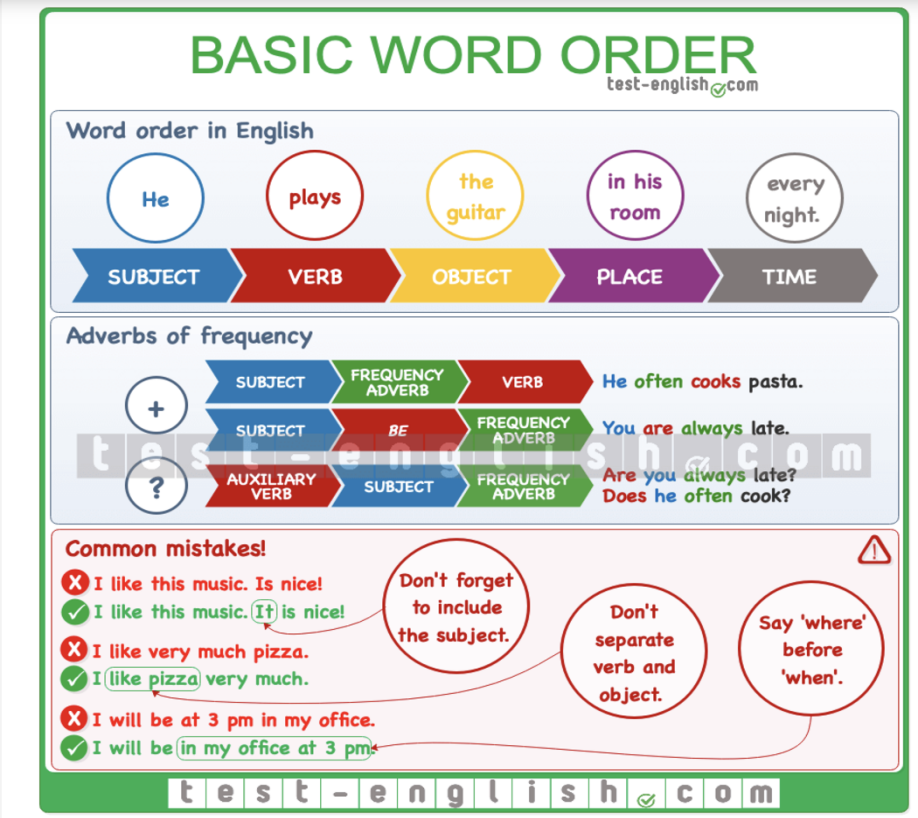 BASIC WORD ORDER
test-english.com
Word order in English
He
plays
the
guitar
in his
room
every
night.
SUBJECT
VERB
OBJECT
PLACE
TIME
Adverbs of frequency
+
SUBJECT
FREQUENCY
ADVERB
VERB
He often cooks pasta.
SUBJECT
BE
FREQUENCY
ADVERB
You are always late.
test-english.com
?
AUXILIARY
VERB
SUBJECT
FREQUENCY
ADVERB
Are you always late?
Does he often cook?
Common mistakes!
I like this music. Is nice!
I like this music. It is nice!
Don't forget
to include
the subject.
I like very much pizza.
I like pizza very much.
Don't
separate
verb and
object.
I will be at 3 pm in my office.
I will be in my office at 3 pm.
Say 'where'
before
'when'.
test-english.com